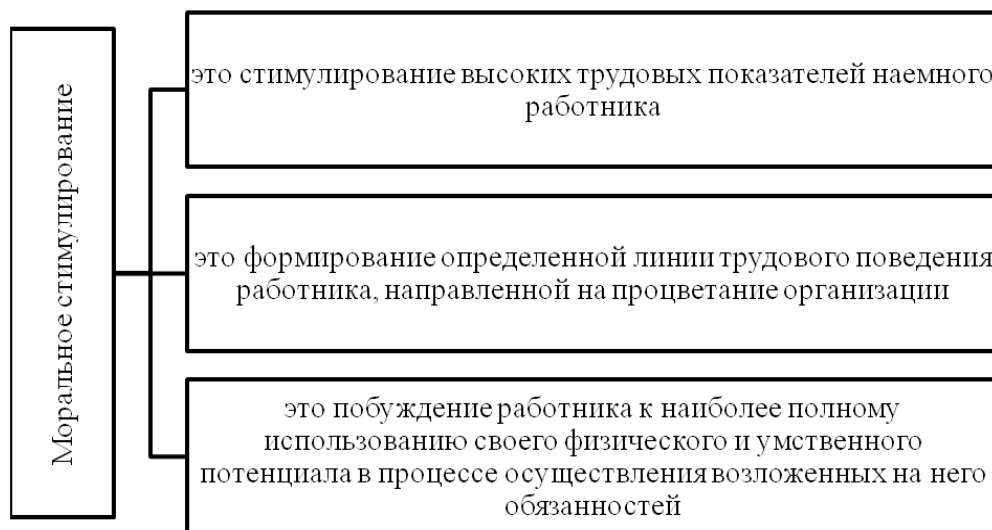 Моральное стимулирование
это стимулирование высоких трудовых показателей наемного
работника
это формирование определенной линии трудового поведения
работника, направленной на процветание организации
это побуждение работника к наиболее полному
использованию своего физического и умственного
потенциала в процессе осуществления возложенных на него
обязанностей